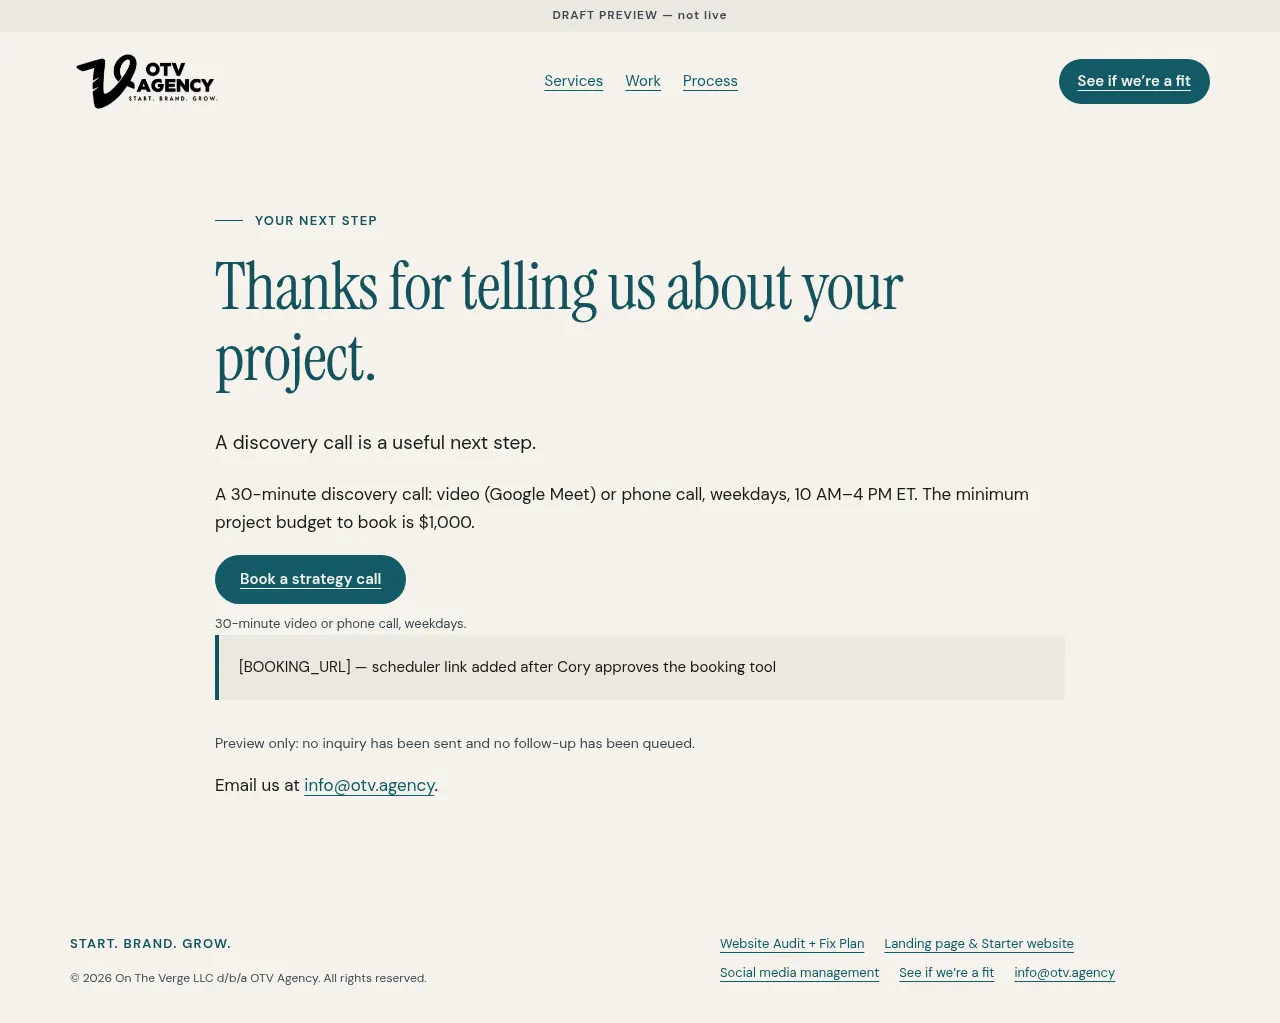 DRAFT PREVIEW — not live
OTV
AGENCY
START. BRAND. GROW.
Services Work Process
See if we’re a fit
YOUR NEXT STEP
Thanks for telling us about your
project.
A discovery call is a useful next step.
A 30-minute discovery call: video (Google Meet) or phone call, weekdays, 10 AM–4 PM ET. The minimum
project budget to book is $1,000.
Book a strategy call
30-minute video or phone call, weekdays.
[BOOKING_URL] — scheduler link added after Cory approves the booking tool
Preview only: no inquiry has been sent and no follow-up has been queued.
Email us at info@otv.agency.
START. BRAND. GROW.
© 2026 On The Verge LLC d/b/a OTV Agency. All rights reserved.
Website Audit + Fix Plan Landing page & Starter website
Social media management See if we’re a fit info@otv.agency